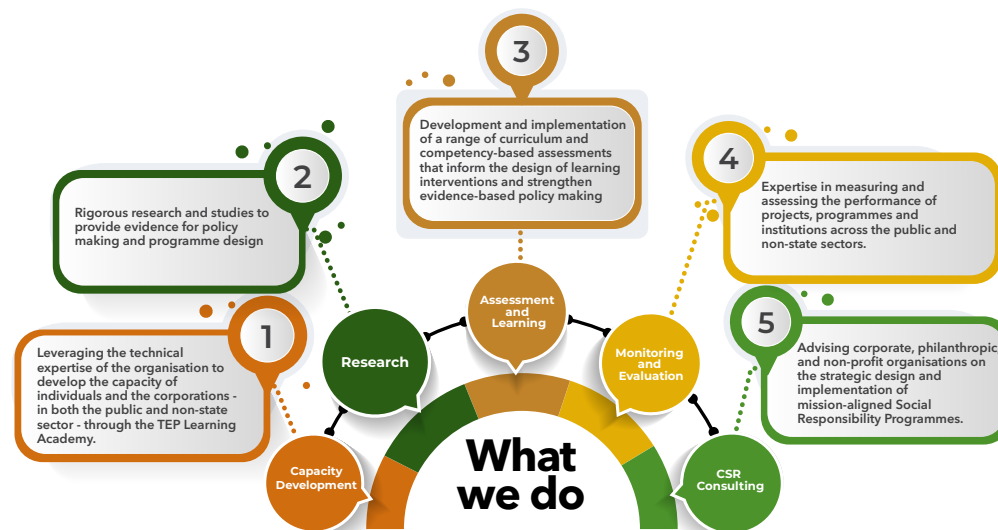 1
Leveraging the technical
expertise of the organisation to
develop the capacity of
individuals and the corporations -
in both the public and non-state
sector - through the TEP Learning
Academy.
Capacity
Development
2
Rigorous research and studies to
provide evidence for policy
making and programme design
Research
3
Development and implementation
of a range of curriculum and
competency-based assessments
that inform the design of learning
interventions and strengthen
evidence-based policy making
Assessment
and
Learning
4
Expertise in measuring and
assessing the performance of
projects, programmes and
institutions across the public and
non-state sectors.
Monitoring
and
Evaluation
5
Advising corporate, philanthropic,
and non-profit organisations on
the strategic design and
implementation of
mission-aligned Social
Responsibility Programmes.
CSR
Consulting
What
we do